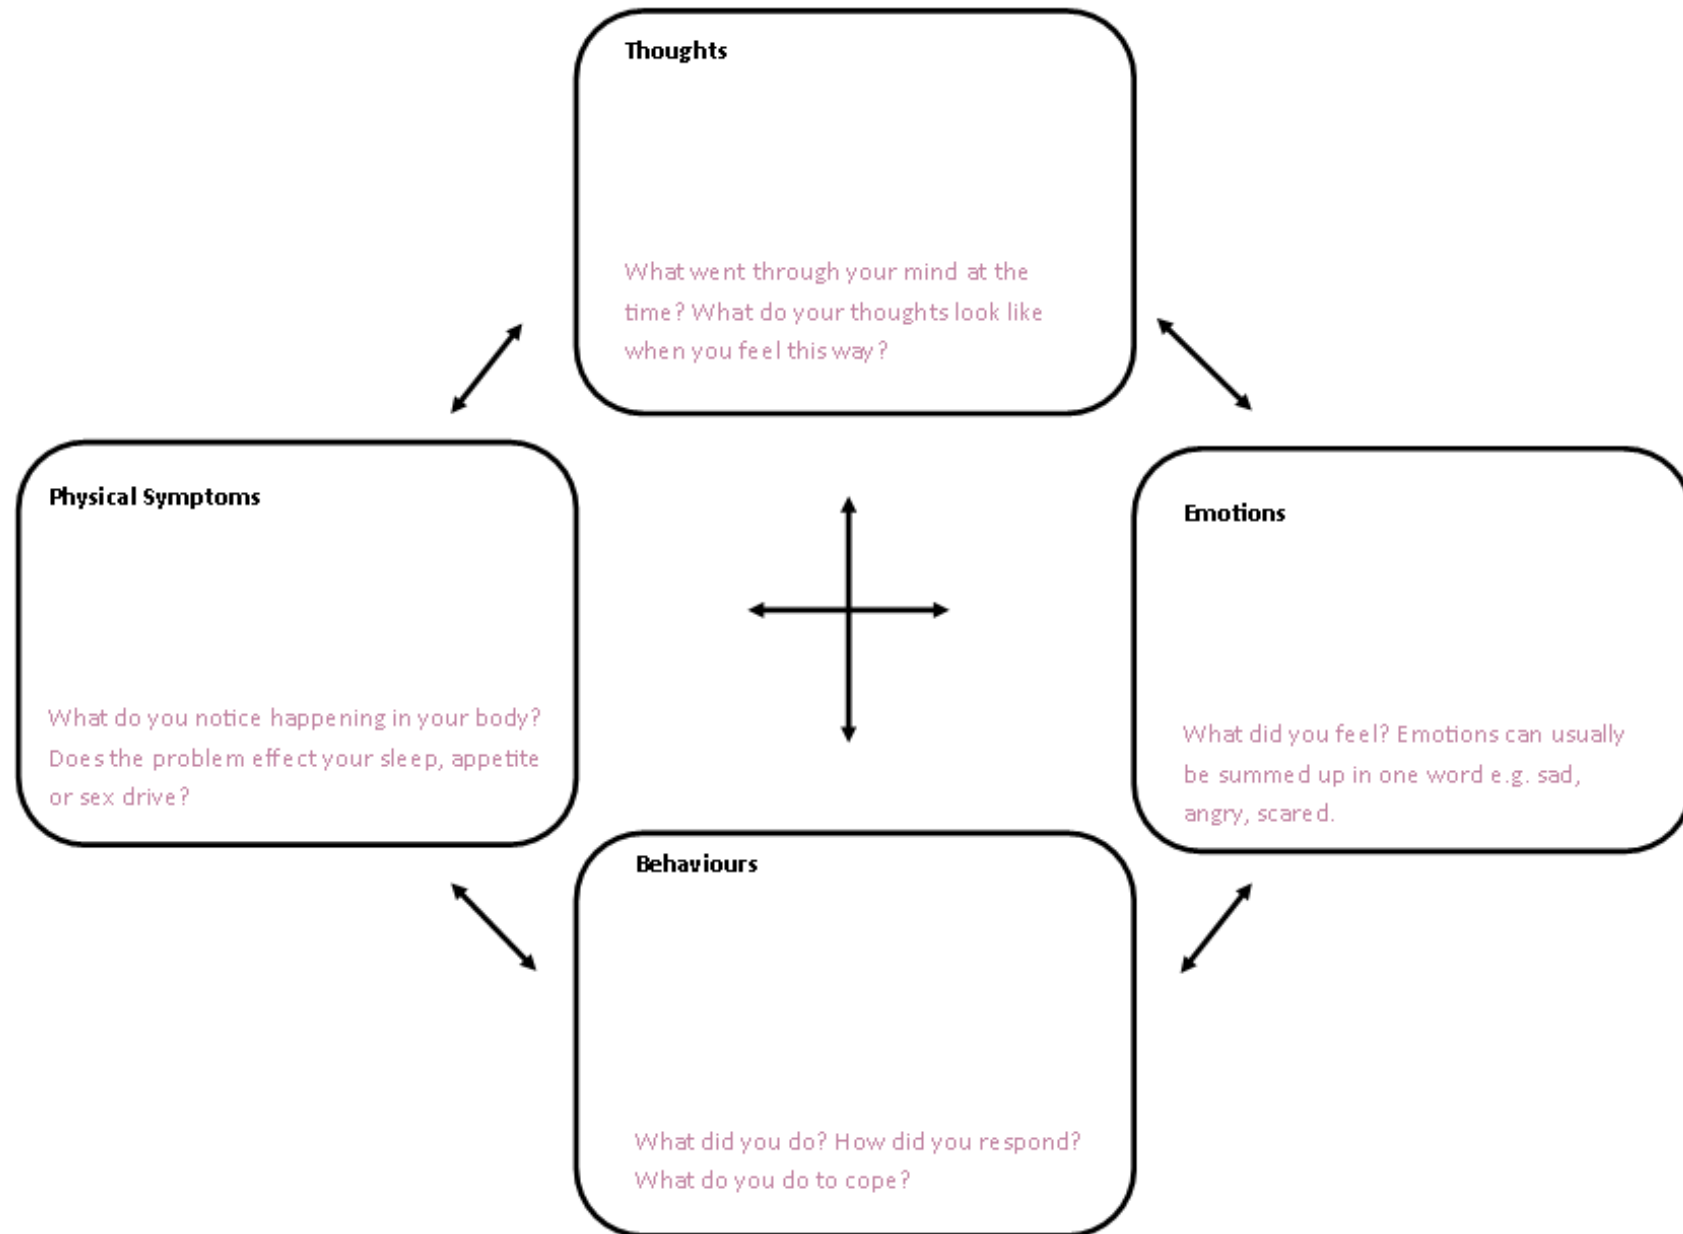 Thoughts
What went through your mind at the
time? What do your thoughts look like
when you feel this way?
Physical Symptoms
What do you notice happening in your body?
Does the problem effect your sleep, appetite
or sex drive?
Emotions
What did you feel? Emotions can usually
be summed up in one word e.g. sad,
angry, scared.
Behaviours
What did you do? How did you respond?
What do you do to cope?